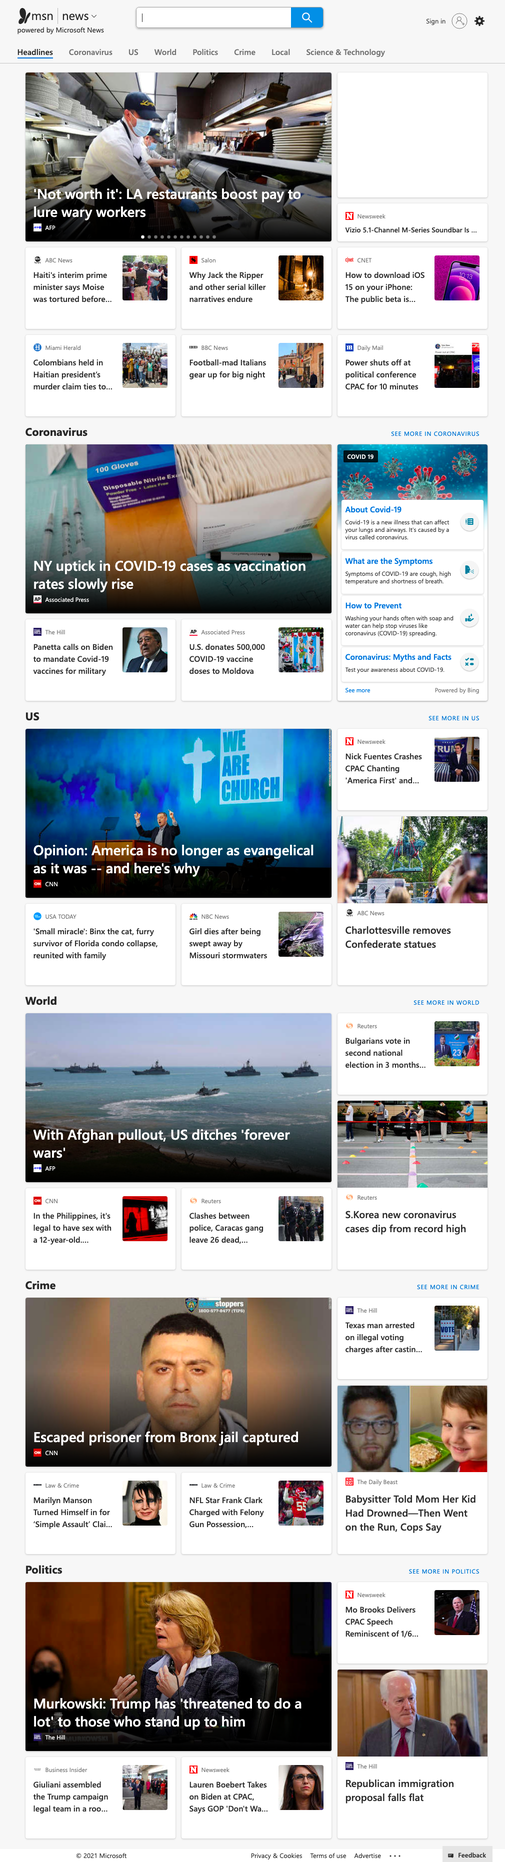 msn | news
powered by Microsoft News
Sign in
Headlines Coronavirus US World Politics Crime Local Science & Technology
'Not worth it': LA restaurants boost pay to
lure wary workers
AFP
Newsweek
Vizio 5.1-Channel M-Series Soundbar Is ...
ABC News
Haiti's interim prime
minister says Moise
was tortured before...
Salon
Why Jack the Ripper
and other serial killer
narratives endure
CNET
How to download iOS
15 on your iPhone:
The public beta is...
Miami Herald
Colombians held in
Haitian president's
murder claim ties to...
BBC News
Football-mad Italians
gear up for big night
Daily Mail
Power shuts off at
political conference
CPAC for 10 minutes
Coronavirus
SEE MORE IN CORONAVIRUS
100 Gloves
Disposable Nitrile Exa
NY uptick in COVID-19 cases as vaccination
rates slowly rise
Associated Press
COVID 19
About Covid-19
Covid-19 is a new illness that can affect
your lungs and airways. It's caused by a
virus called coronavirus.
What are the Symptoms
Symptoms of COVID-19 are cough, high
temperature and shortness of breath.
How to Prevent
Washing your hands often with soap and
water can help stop viruses like
coronavirus (COVID-19) spreading.
Coronavirus: Myths and Facts
Test your awareness about COVID-19.
See more
Powered by Bing
The Hill
Panetta calls on Biden
to mandate Covid-19
vaccines for military
Associated Press
U.S. donates 500,000
COVID-19 vaccine
doses to Moldova
US
SEE MORE IN US
WE
ARE
CHURCH
Opinion: America is no longer as evangelical
as it was -- and here's why
CNN
Newsweek
Nick Fuentes Crashes
CPAC Chanting
'America First' and...
ABC News
Charlottesville removes
Confederate statues
USA TODAY
'Small miracle': Binx the cat, furry
survivor of Florida condo collapse,
reunited with family
NBC News
Girl dies after being
swept away by
Missouri stormwaters
World
SEE MORE IN WORLD
With Afghan pullout, US ditches 'forever
wars'
AFP
Reuters
Bulgarians vote in
second national
election in 3 months...
23
Reuters
S.Korea new coronavirus
cases dip from record high
CNN
In the Philippines, it's
legal to have sex with
a 12-year-old....
Reuters
Clashes between
police, Caracas gang
leave 26 dead,...
Crime
SEE MORE IN CRIME
stoppers
Escaped prisoner from Bronx jail captured
CNN
The Hill
Texas man arrested
on illegal voting
charges after castin...
VOTE
The Daily Beast
Babysitter Told Mom Her Kid
Had Drowned—Then Went
on the Run, Cops Say
Law & Crime
Marilyn Manson
Turned Himself in for
'Simple Assault' Clai...
Law & Crime
NFL Star Frank Clark
Charged with Felony
Gun Possession,...
55
Politics
SEE MORE IN POLITICS
Murkowski: Trump has 'threatened to do a
lot' to those who stand up to him
The Hill
Newsweek
Mo Brooks Delivers
CPAC Speech
Reminiscent of 1/6...
The Hill
Republican immigration
proposal falls flat
Business Insider
Giuliani assembled
the Trump campaign
legal team in a roo...
Newsweek
Lauren Boebert Takes
on Biden at CPAC,
Says GOP 'Don't Wa...
© 2021 Microsoft
Privacy & Cookies Terms of use Advertise ...
Feedback